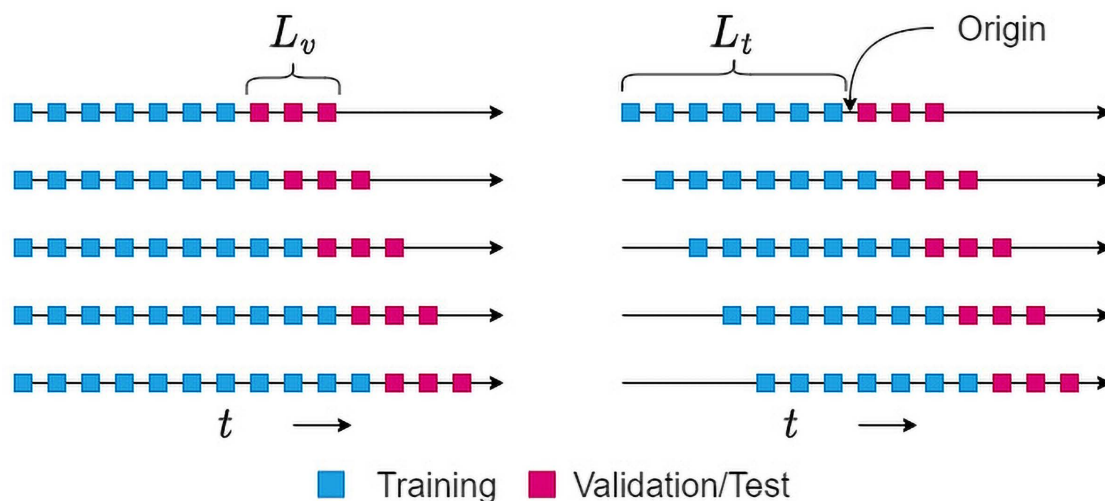 L_v
L_t
Origin
t
t
Training
Validation/Test